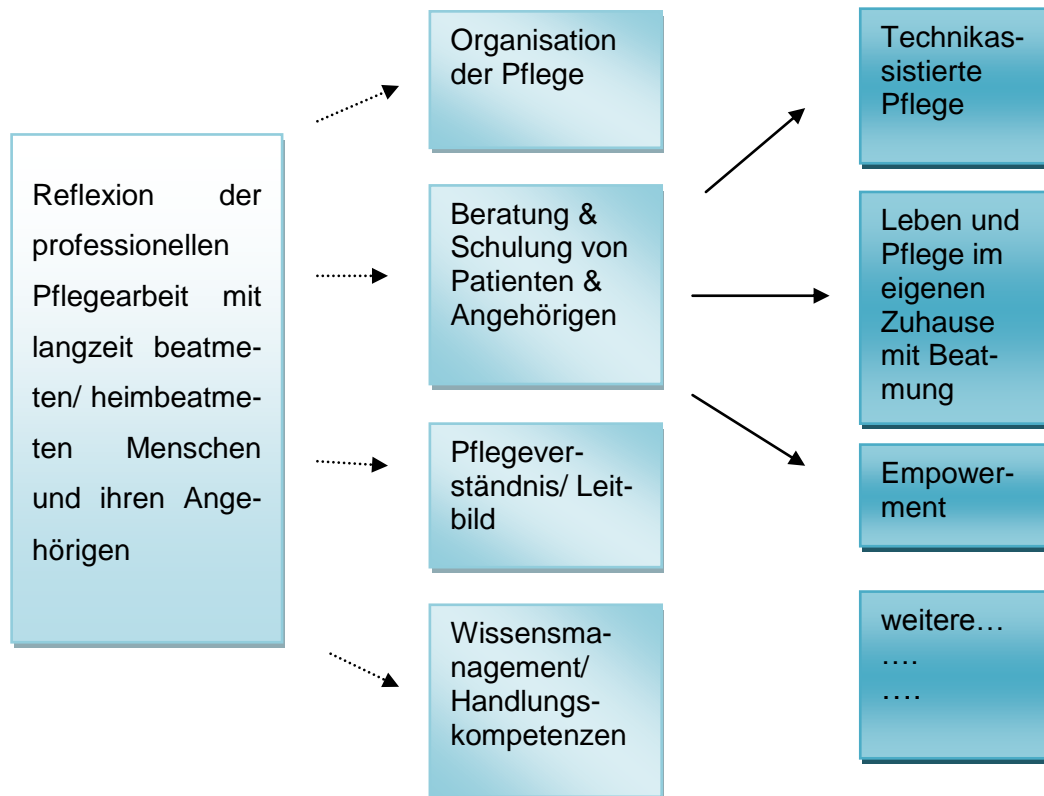 Reflexion der
professionellen
Pflegearbeit mit
langzeit beatme-
ten/ heimbeatme-
ten Menschen
und ihren Ange-
hörigen
Organisation
der Pflege
Beratung &
Schulung von
Patienten &
Angehörigen
Pflegever-
ständnis/ Leit-
bild
Wissensma-
nagement/
Handlungs-
kompetenzen
Technikas-
sistierte
Pflege
Leben und
Pflege im
eigenen
Zuhause
mit Beat-
mung
Empower-
ment
weitere…
….
….